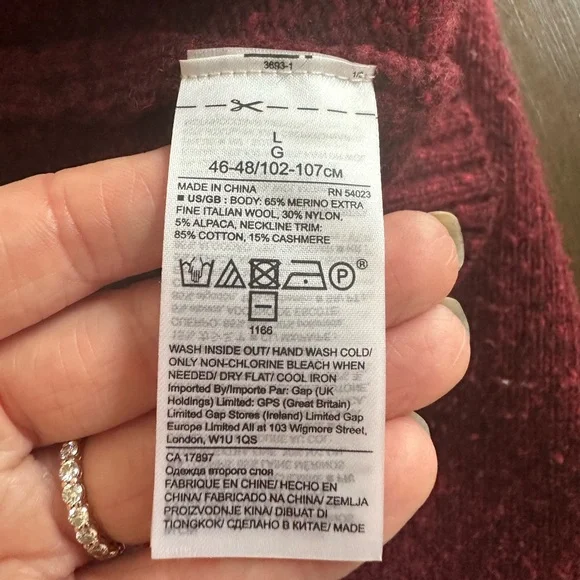 3693-1
L
G
46-48/102-107CM
MADE IN CHINA RN 54023
■ US/GB : BODY: 65% MERINO EXTRA
FINE ITALIAN WOOL, 30% NYLON,
5% ALPACA, NECKLINE TRIM:
85% COTTON, 15% CASHMERE
P ®
1166
WASH INSIDE OUT/ HAND WASH COLD/
ONLY NON-CHLORINE BLEACH WHEN
NEEDED/ DRY FLAT/ COOL IRON
Imported By/Importe Par: Gap (UK
Holdings) Limited: GPS (Great Britain)
Limited Gap Stores (Ireland) Limited Gap
Europe Limited All at 103 Wigmore Street,
London, W1U 1QS
CA 17897
Одежда второго слоя
FABRIQUE EN CHINE/ HECHO EN
CHINA/ FABRICADO NA CHINA/ ZEMLJA
PROIZVODNJE KINA/ DIBUAT DI
TIONGKOK/ СДЕЛАНО В КИТАЕ/ MADE